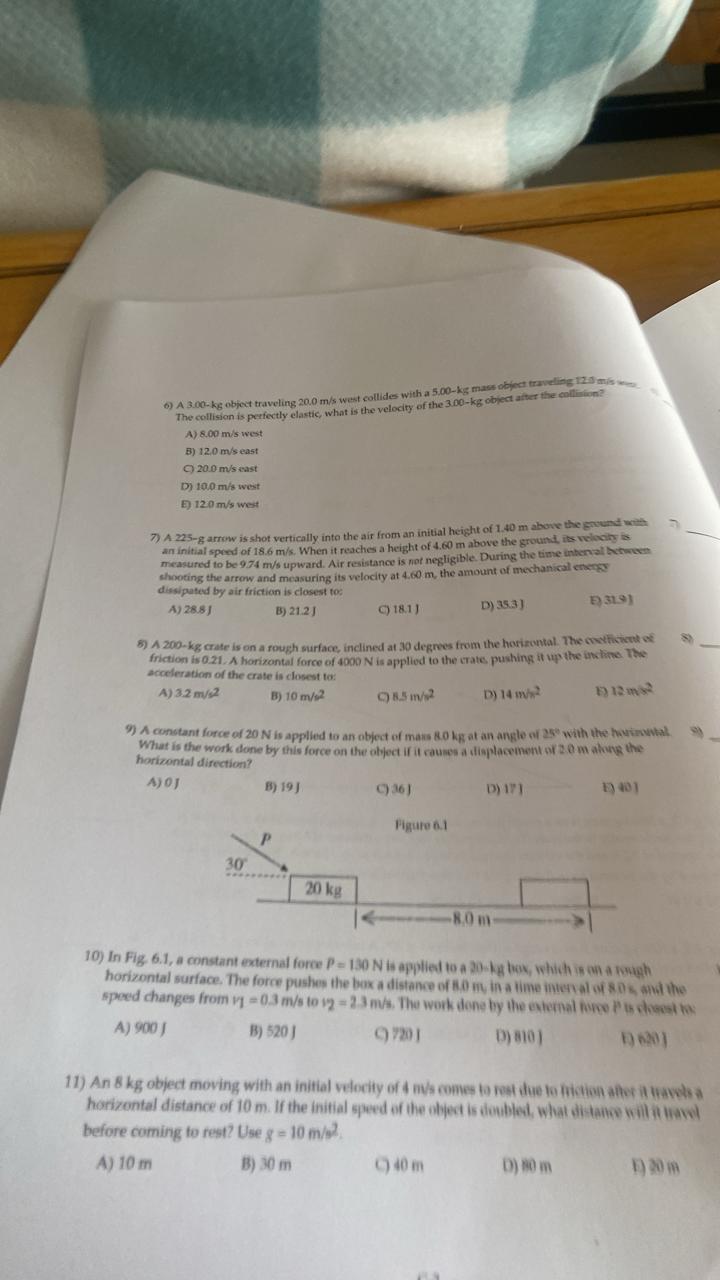 6) A 3.00-kg object traveling 20.0 m/s west collides with a 5.00-kg mass object traveling 12.0 m/s west.
The collision is perfectly elastic, what is the velocity of the 3.00-kg object after the collision?
A) 8.00 m/s west
B) 12.0 m/s east
C) 20.0 m/s east
D) 10.0 m/s west
E) 12.0 m/s west
7) A 225-g arrow is shot vertically into the air from an initial height of 1.40 m above the ground with
an initial speed of 18.6 m/s. When it reaches a height of 4.60 m above the ground, its velocity is
measured to be 9.74 m/s upward. Air resistance is not negligible. During the time interval between
shooting the arrow and measuring its velocity at 4.60 m, the amount of mechanical energy
dissipated by air friction is closest to:
A) 28.8 J B) 21.2 J C) 18.1 J D) 35.3 J E) 31.9 J
7)
8) A 200-kg crate is on a rough surface, inclined at 30 degrees from the horizontal. The coefficient of
friction is 0.21. A horizontal force of 4000 N is applied to the crate, pushing it up the incline. The
acceleration of the crate is closest to:
A) 3.2 m/s2 B) 10 m/s2 C) 8.5 m/s2 D) 14 m/s2 E) 12 m/s2
8)
9) A constant force of 20 N is applied to an object of mass 8.0 kg at an angle of 25° with the horizontal.
What is the work done by this force on the object if it causes a displacement of 2.0 m along the
horizontal direction?
A) 0 J B) 19 J C) 36 J D) 17 J E) 40 J
9)
Figure 6.1
P
30°
20 kg
8.0 m
10) In Fig. 6.1, a constant external force P = 130 N is applied to a 20-kg box, which is on a rough
horizontal surface. The force pushes the box a distance of 8.0 m, in a time interval of 8.0 s, and the
speed changes from v1 = 0.3 m/s to v2 = 2.3 m/s. The work done by the external force P is closest to:
A) 900 J B) 520 J C) 720 J D) 810 J E) 620 J
11) An 8 kg object moving with an initial velocity of 4 m/s comes to rest due to friction after it travels a
horizontal distance of 10 m. If the initial speed of the object is doubled, what distance will it travel
before coming to rest? Use g = 10 m/s2.
A) 10 m B) 30 m C) 40 m D) 80 m E) 20 m